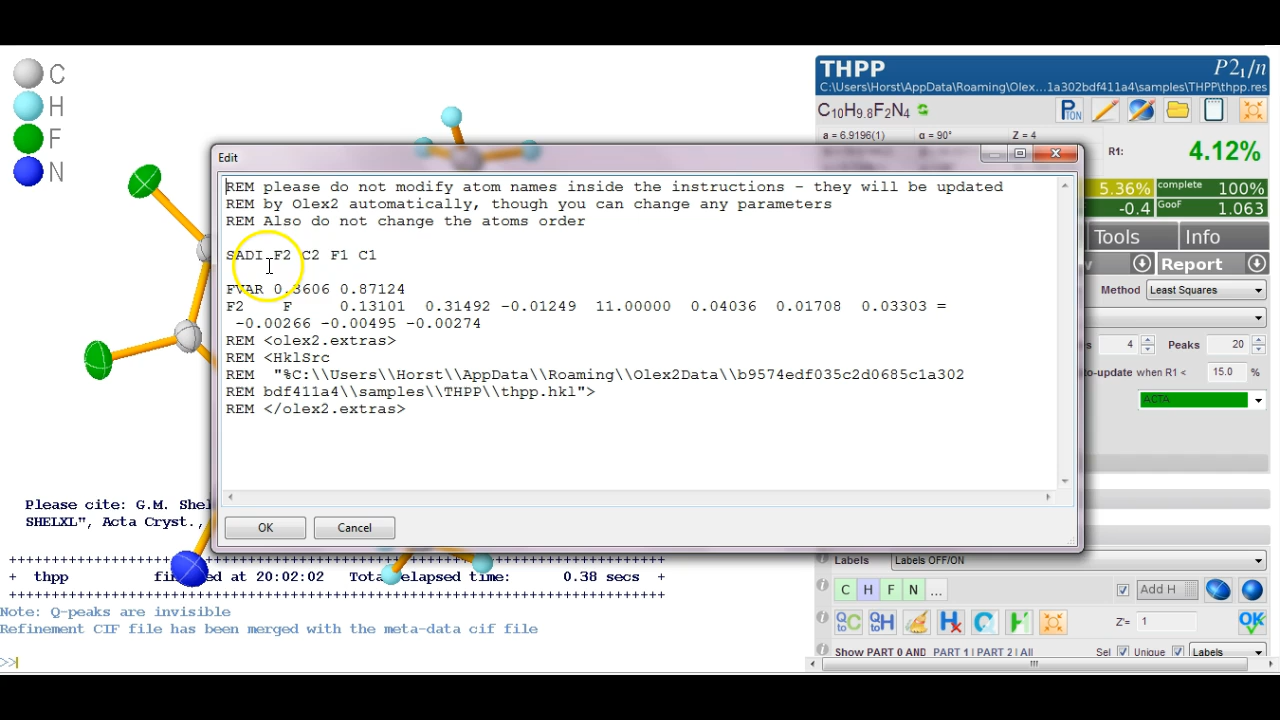 C
H
F
N
THPP
P2₁/n
C:\Users\Horst\AppData\Roaming\Olex...1a302bdf411a4\samples\THPP\thpp.res
C₁₀H₉.₈F₂N₄
a = 6.9196(1) α = 90° Z = 4
R1: 4.12%
5.36% complete 100%
-0.4 GooF 1.063
Tools Info
Report
Method Least Squares
4 Peaks 20
to-update when R1 < 15.0 %
ACTA
Edit
REM please do not modify atom names inside the instructions - they will be updated
REM by Olex2 automatically, though you can change any parameters
REM Also do not change the atoms order
SADI F2 C2 F1 C1
FVAR 0.3606 0.87124
F2 F 0.13101 0.31492 -0.01249 11.00000 0.04036 0.01708 0.03303 =
-0.00266 -0.00495 -0.00274
REM <olex2.extras>
REM <HklSrc
REM "%C:\\Users\\Horst\\AppData\\Roaming\\Olex2Data\\b9574edf035c2d0685c1a302
REM bdf411a4\\samples\\THPP\\thpp.hkl">
REM </olex2.extras>
OK Cancel
Please cite: G.M. Shel
SHELXL", Acta Cryst.,
+++++++++++++++++++++++++++++++++++++++++++++++++++++++++++++++++++++++
+ thpp finished at 20:02:02 Total elapsed time: 0.38 secs +
+++++++++++++++++++++++++++++++++++++++++++++++++++++++++++++++++++++++
Note: Q-peaks are invisible
Refinement CIF file has been merged with the meta-data cif file
>>
Labels Labels OFF/ON
C H F N ... Add H
Z'= 1 OK
Show PART 0 AND PART 1 | PART 2 | All Sel Unique Labels